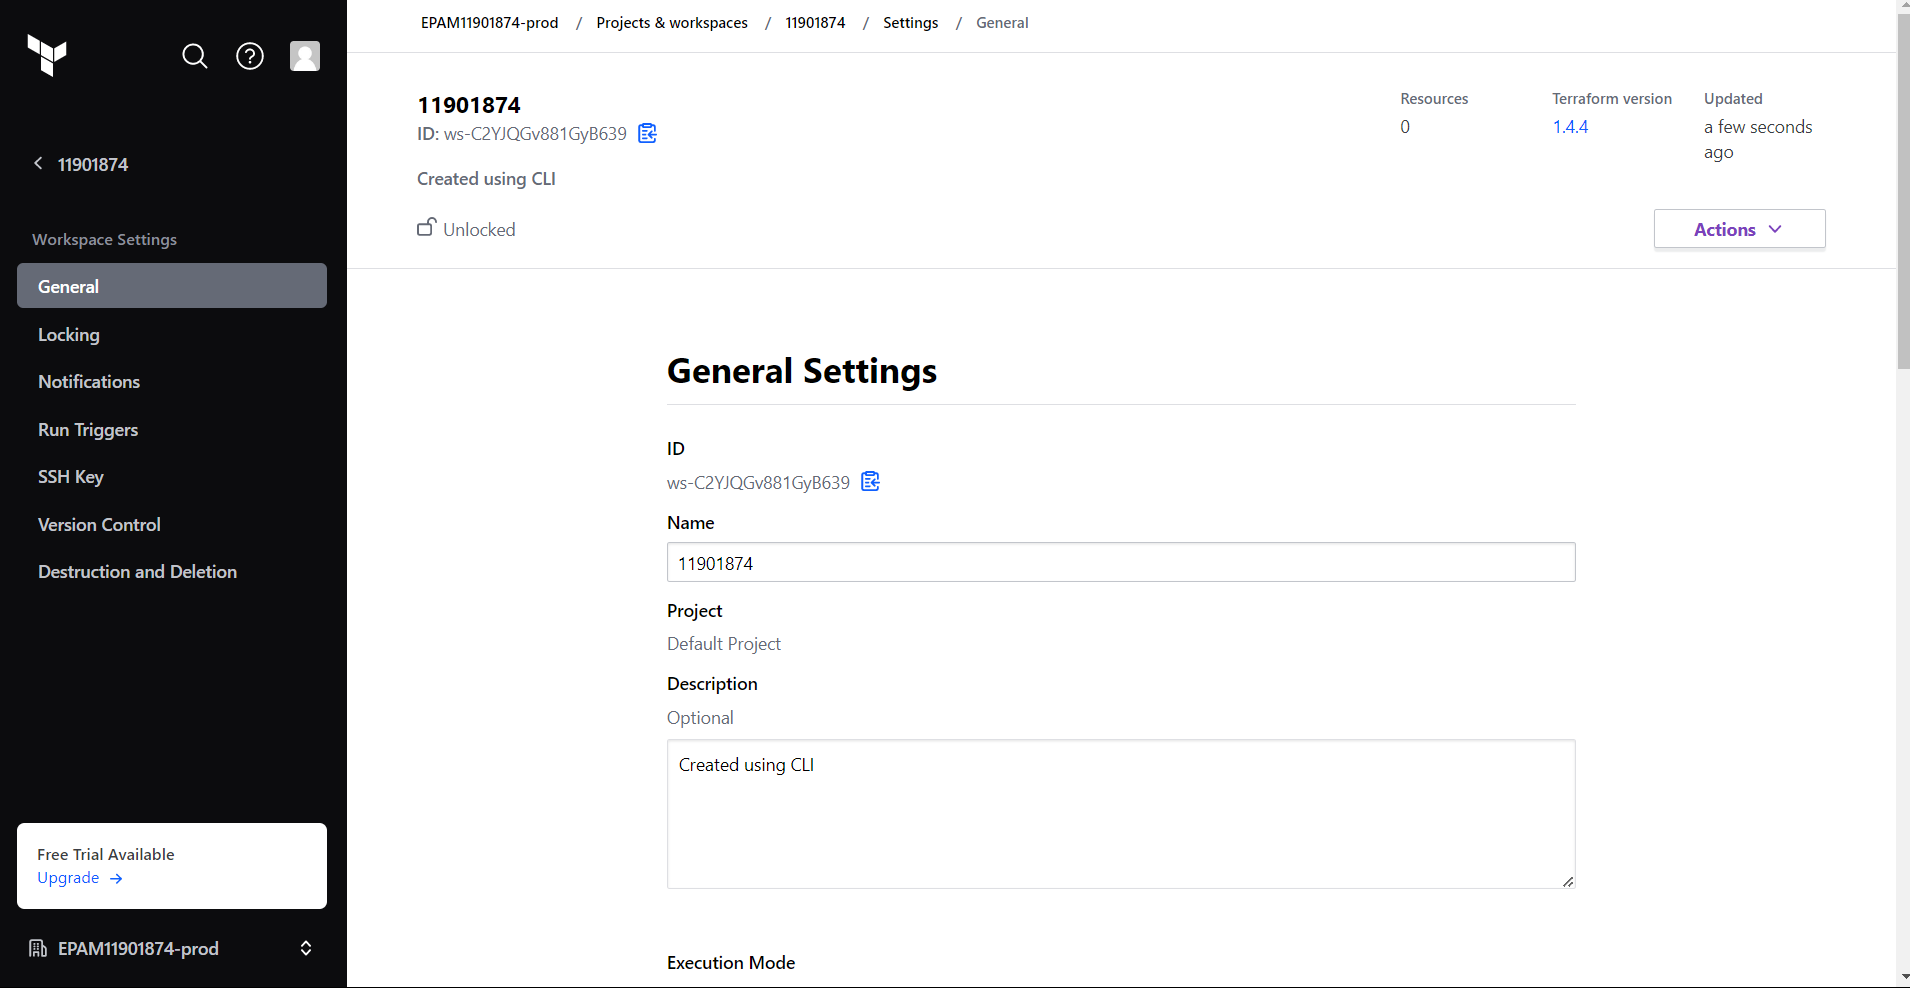 EPAM11901874-prod / Projects & workspaces / 11901874 / Settings / General
11901874
Workspace Settings
General
Locking
Notifications
Run Triggers
SSH Key
Version Control
Destruction and Deletion
Free Trial Available
Upgrade →
EPAM11901874-prod
11901874
ID: ws-C2YJQGv881GyB639
Created using CLI
Unlocked
Resources
0
Terraform version
1.4.4
Updated
a few seconds
ago
Actions
General Settings
ID
ws-C2YJQGv881GyB639
Name
11901874
Project
Default Project
Description
Optional
Created using CLI
Execution Mode